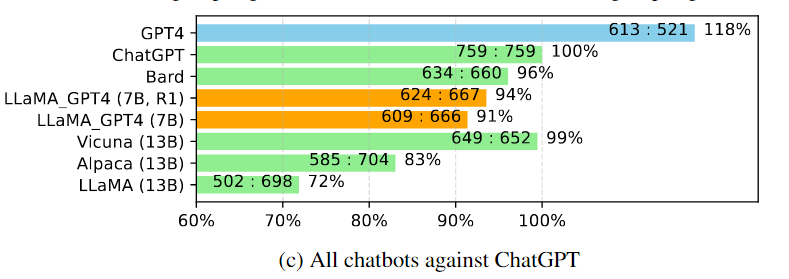 GPT4 613 : 521 118%
ChatGPT 759 : 759 100%
Bard 634 : 660 96%
LLaMA_GPT4 (7B, R1) 624 : 667 94%
LLaMA_GPT4 (7B) 609 : 666 91%
Vicuna (13B) 649 : 652 99%
Alpaca (13B) 585 : 704 83%
LLaMA (13B) 502 : 698 72%
60% 70% 80% 90% 100%
(c) All chatbots against ChatGPT